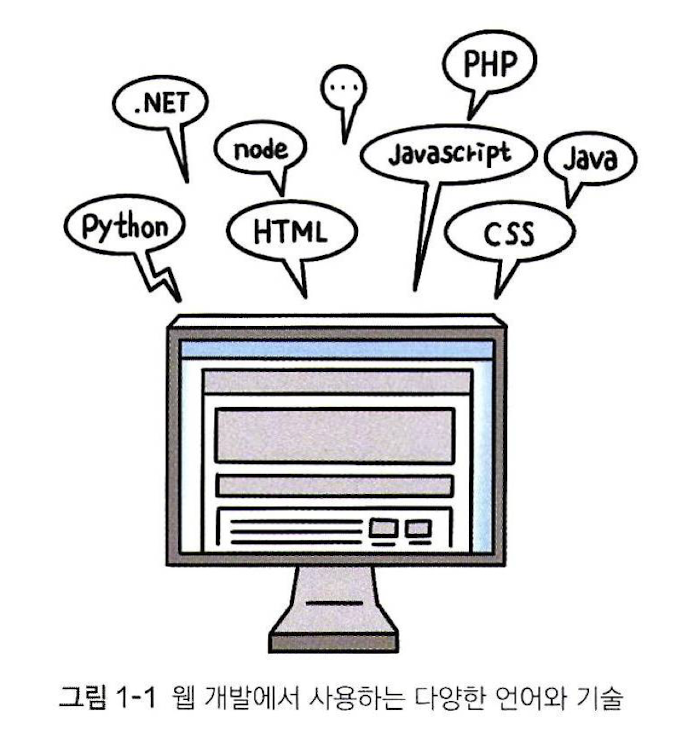 PHP
...
.NET
node
Javascript
Java
Python
HTML
CSS
그림 1-1 웹 개발에서 사용하는 다양한 언어와 기술